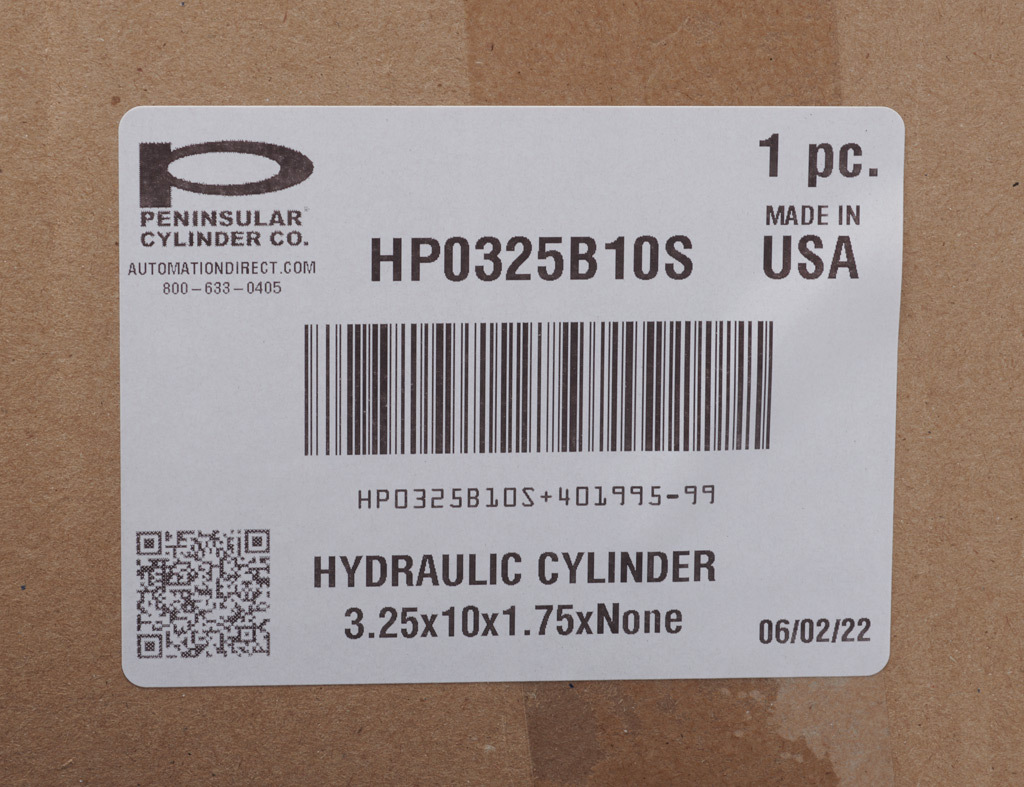 PENINSULAR
CYLINDER CO.
AUTOMATIONDIRECT.COM
800-633-0405
HP0325B10S
1 pc.
MADE IN
USA
HP0325B10S+401995-99
HYDRAULIC CYLINDER
3.25x10x1.75xNone
06/02/22